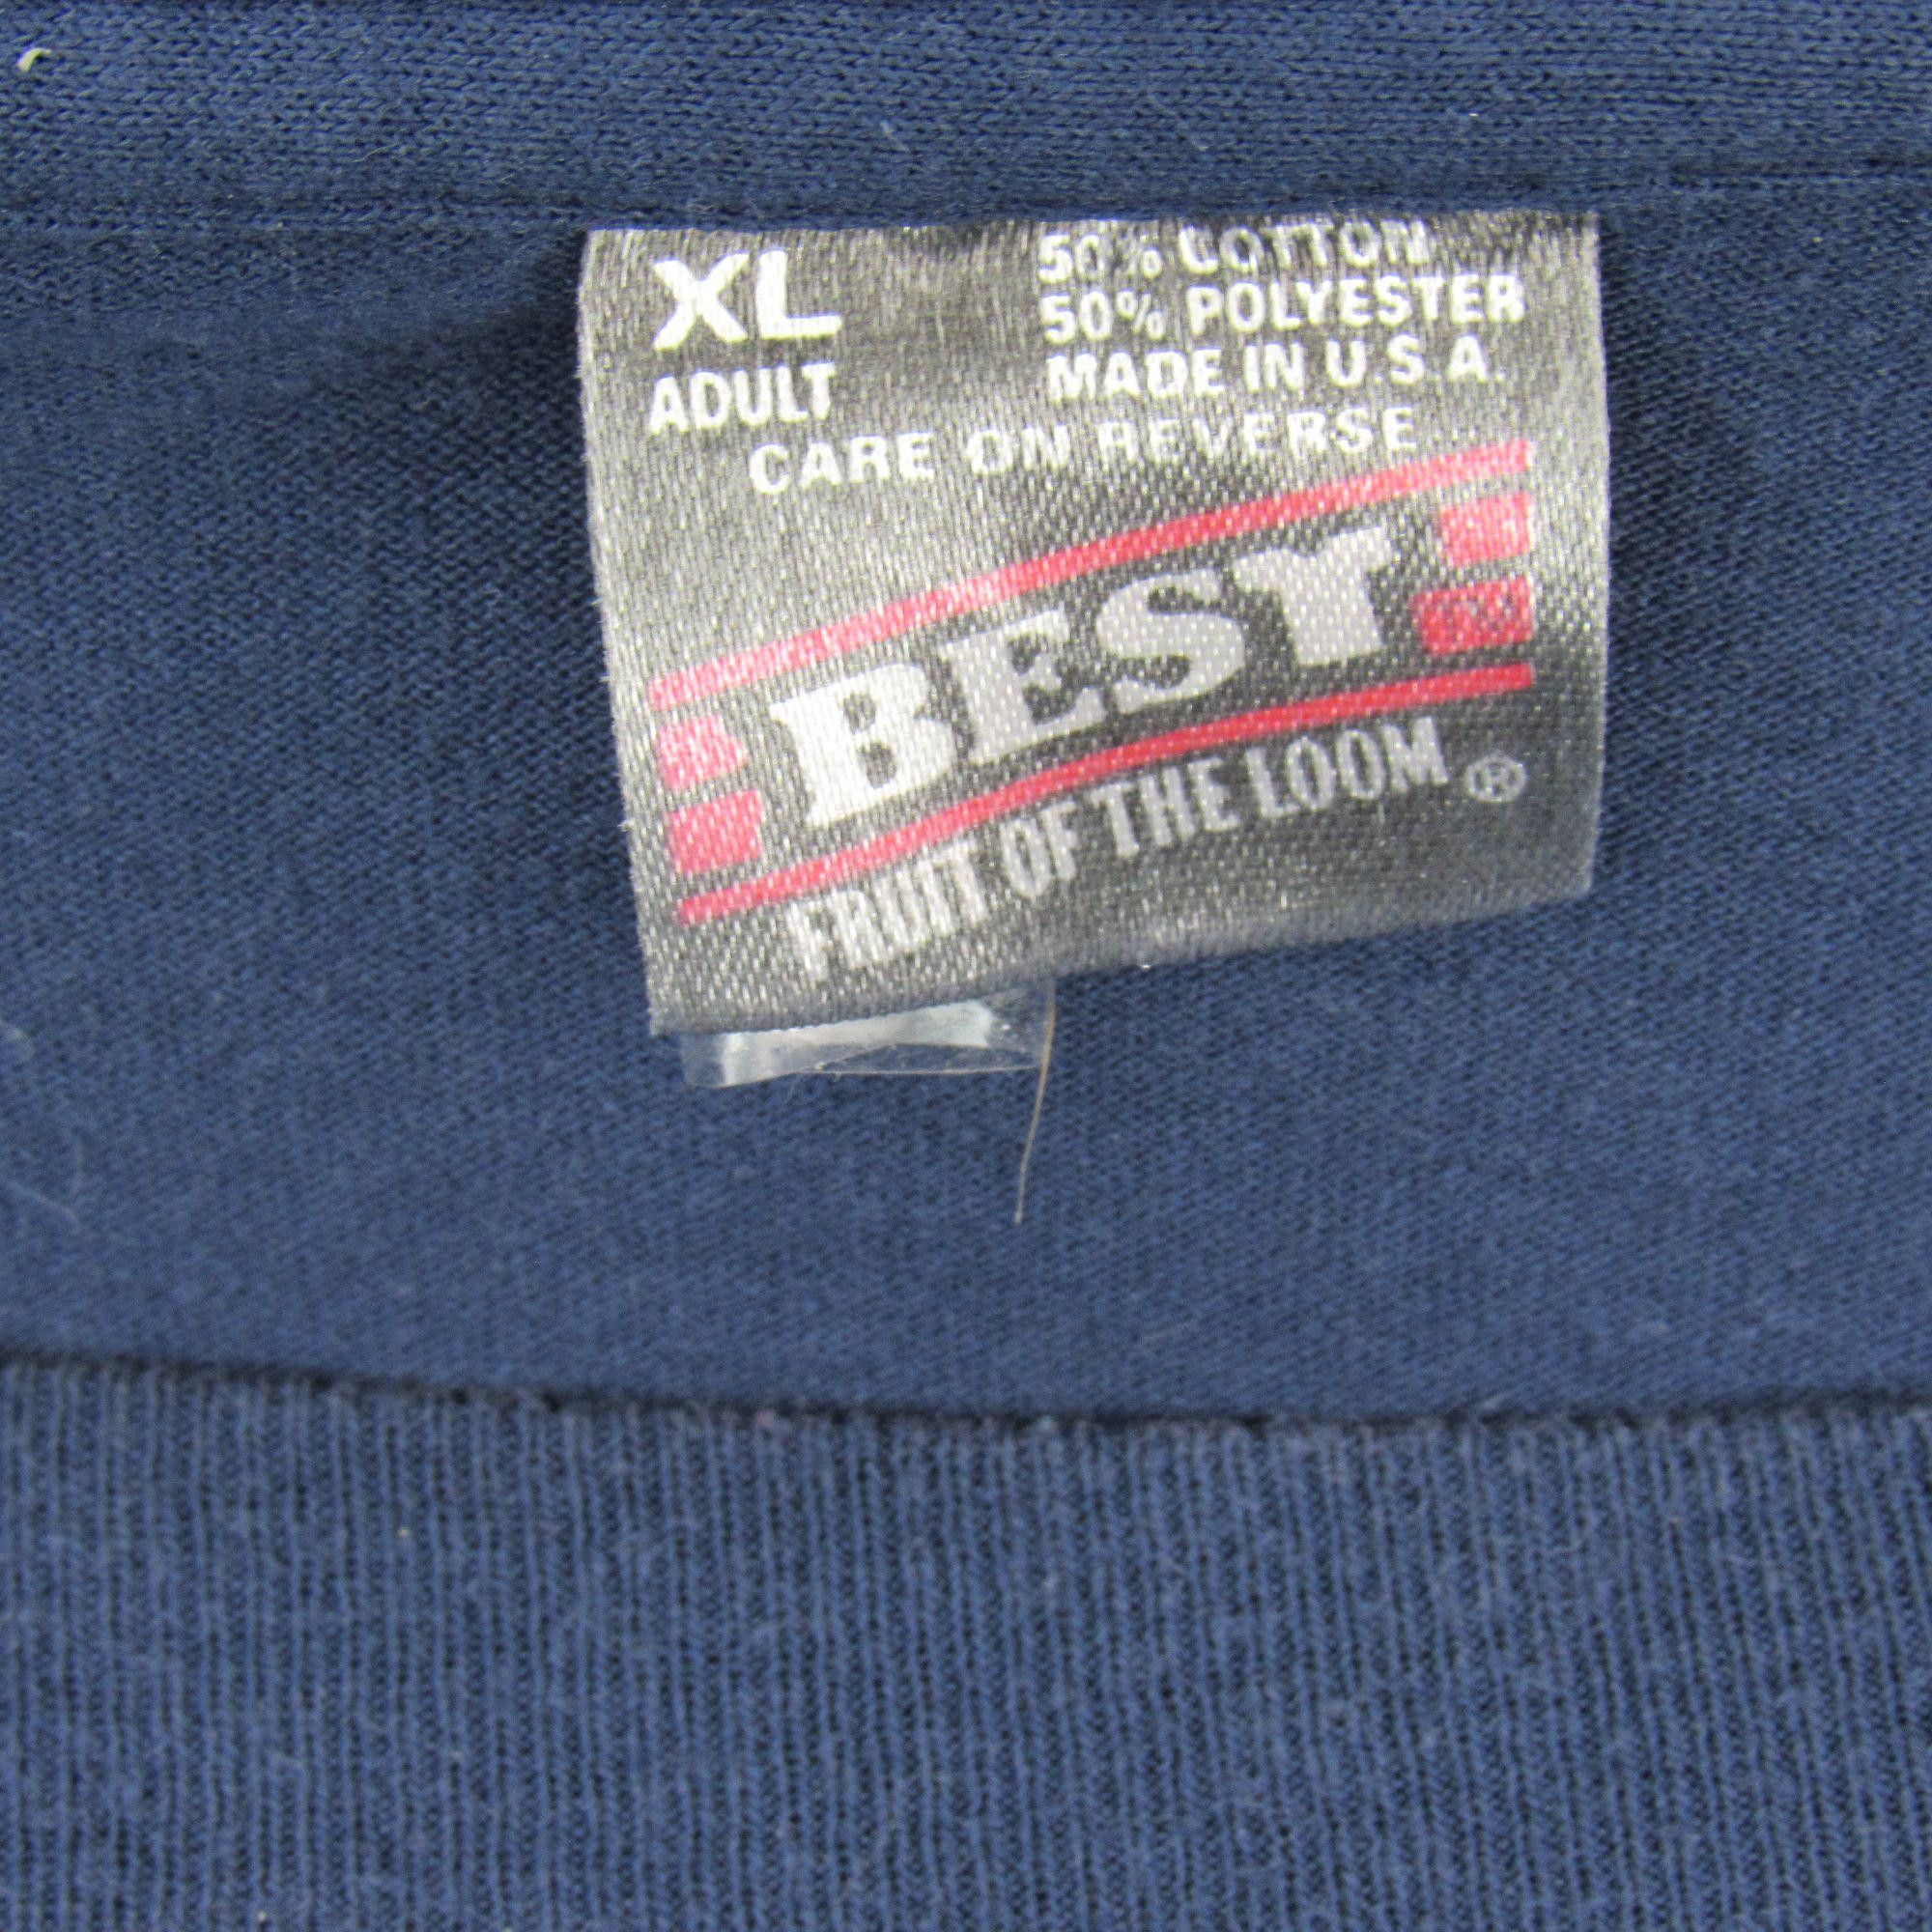 XL
ADULT
50% COTTON
50% POLYESTER
MADE IN U.S.A.
CARE ON REVERSE
BEST
FRUIT OF THE LOOM ®